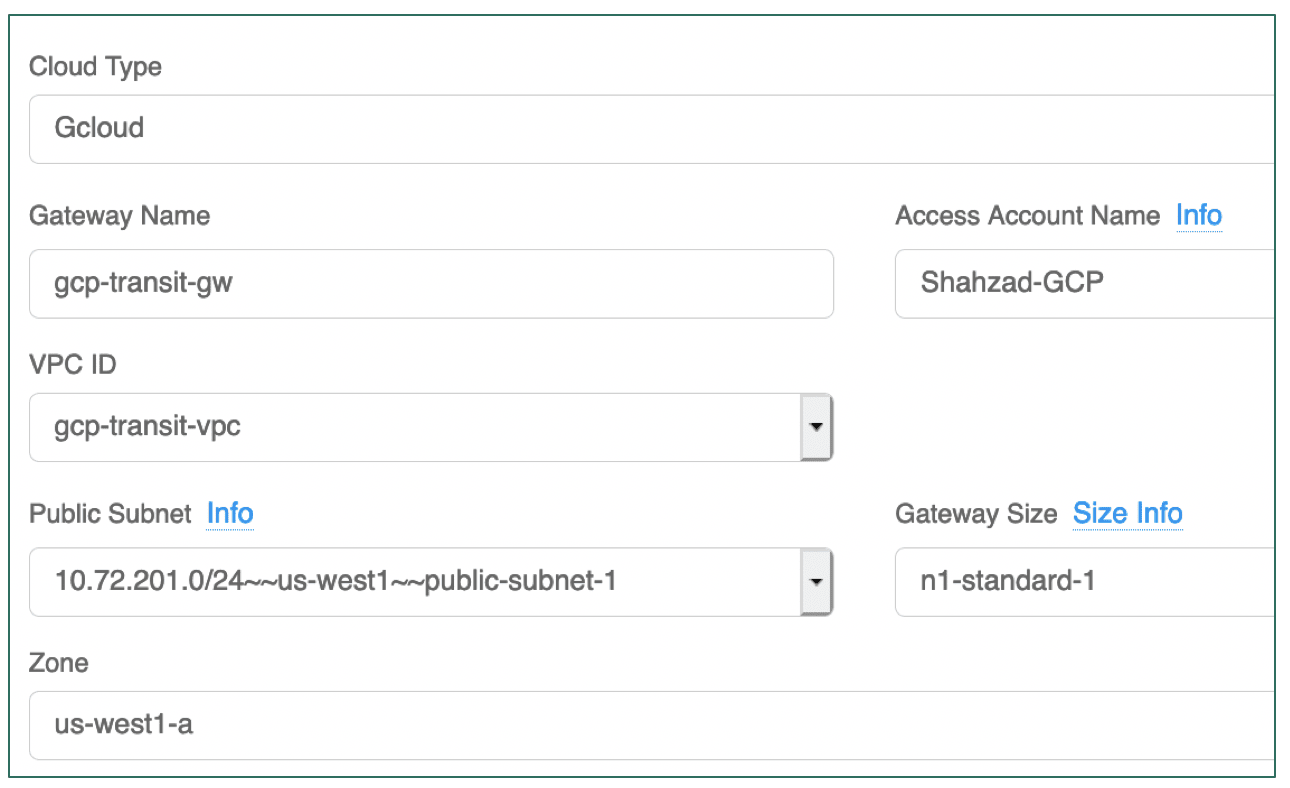 Cloud Type
Gcloud
Gateway Name
Access Account Name Info
gcp-transit-gw
Shahzad-GCP
VPC ID
gcp-transit-vpc
Public Subnet Info
Gateway Size Size Info
10.72.201.0/24~~us-west1~~public-subnet-1
n1-standard-1
Zone
us-west1-a